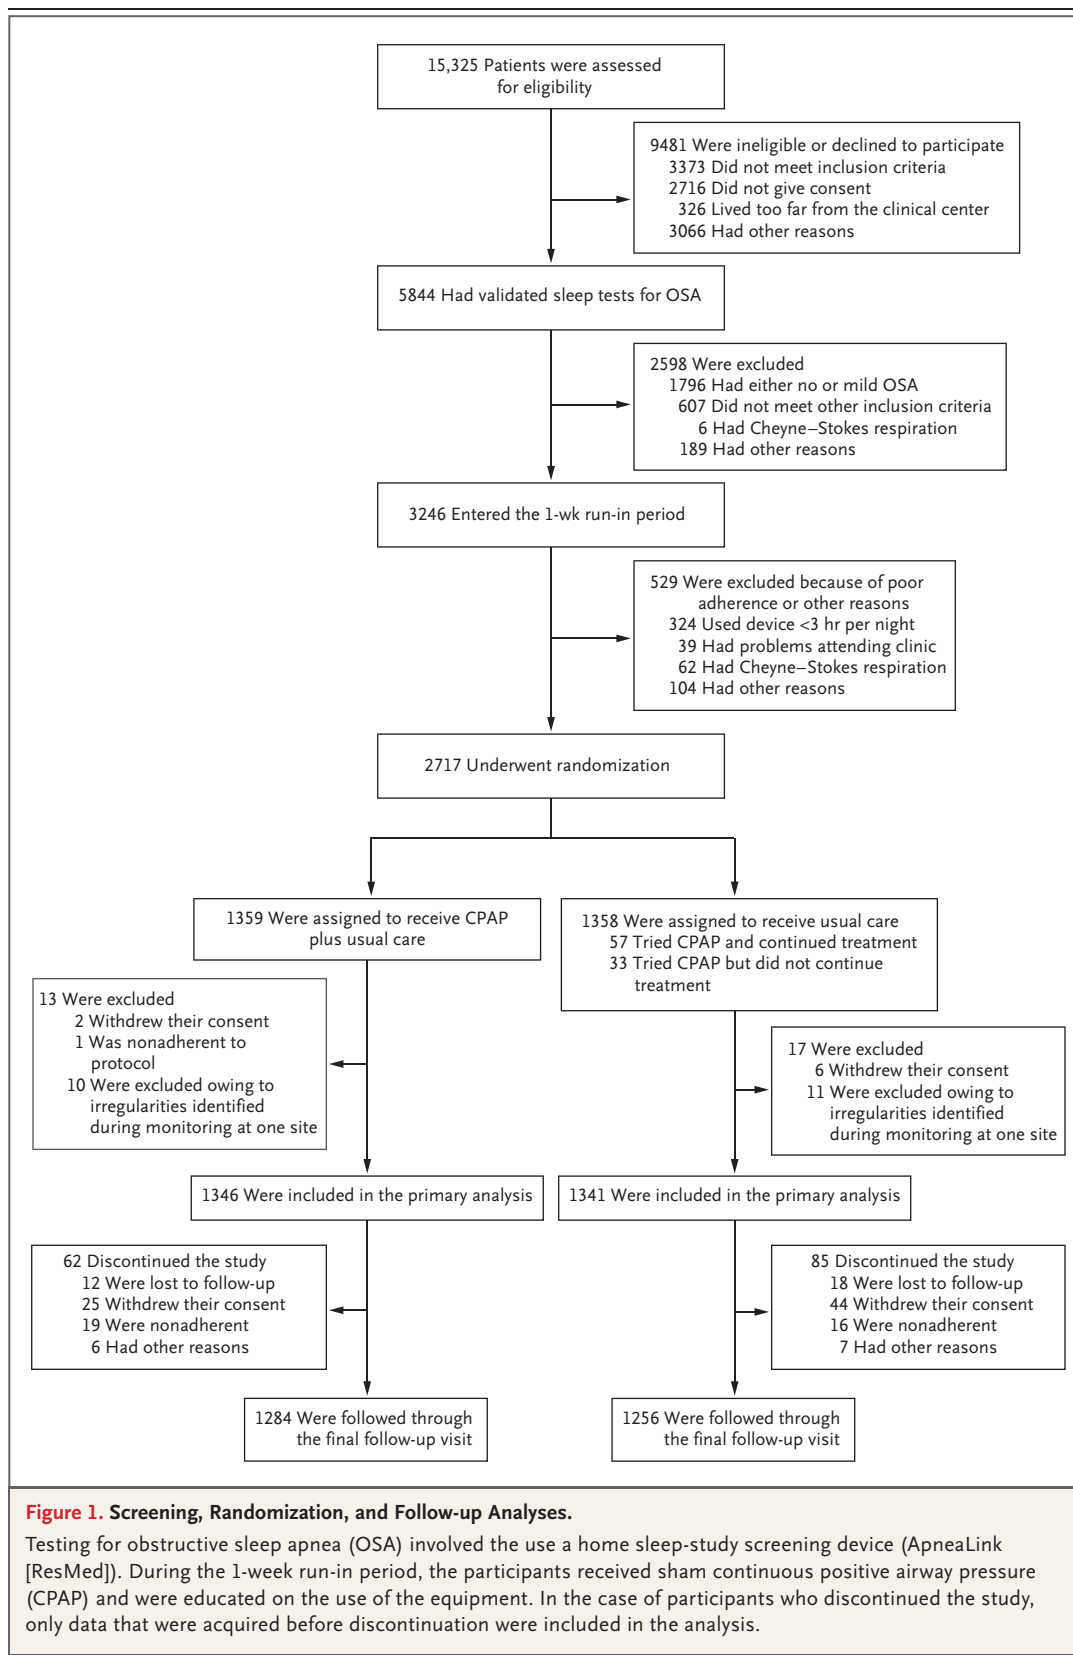 15,325 Patients were assessed
for eligibility
9481 Were ineligible or declined to participate
3373 Did not meet inclusion criteria
2716 Did not give consent
326 Lived too far from the clinical center
3066 Had other reasons
5844 Had validated sleep tests for OSA
2598 Were excluded
1796 Had either no or mild OSA
607 Did not meet other inclusion criteria
6 Had Cheyne–Stokes respiration
189 Had other reasons
3246 Entered the 1-wk run-in period
529 Were excluded because of poor
adherence or other reasons
324 Used device <3 hr per night
39 Had problems attending clinic
62 Had Cheyne–Stokes respiration
104 Had other reasons
2717 Underwent randomization
1359 Were assigned to receive CPAP
plus usual care
1358 Were assigned to receive usual care
57 Tried CPAP and continued treatment
33 Tried CPAP but did not continue
treatment
13 Were excluded
2 Withdrew their consent
1 Was nonadherent to
protocol
10 Were excluded owing to
irregularities identified
during monitoring at one site
17 Were excluded
6 Withdrew their consent
11 Were excluded owing to
irregularities identified
during monitoring at one site
1346 Were included in the primary analysis
1341 Were included in the primary analysis
62 Discontinued the study
12 Were lost to follow-up
25 Withdrew their consent
19 Were nonadherent
6 Had other reasons
85 Discontinued the study
18 Were lost to follow-up
44 Withdrew their consent
16 Were nonadherent
7 Had other reasons
1284 Were followed through
the final follow-up visit
1256 Were followed through
the final follow-up visit
Figure 1. Screening, Randomization, and Follow-up Analyses.
Testing for obstructive sleep apnea (OSA) involved the use a home sleep-study screening device (ApneaLink
[ResMed]). During the 1-week run-in period, the participants received sham continuous positive airway pressure
(CPAP) and were educated on the use of the equipment. In the case of participants who discontinued the study,
only data that were acquired before discontinuation were included in the analysis.